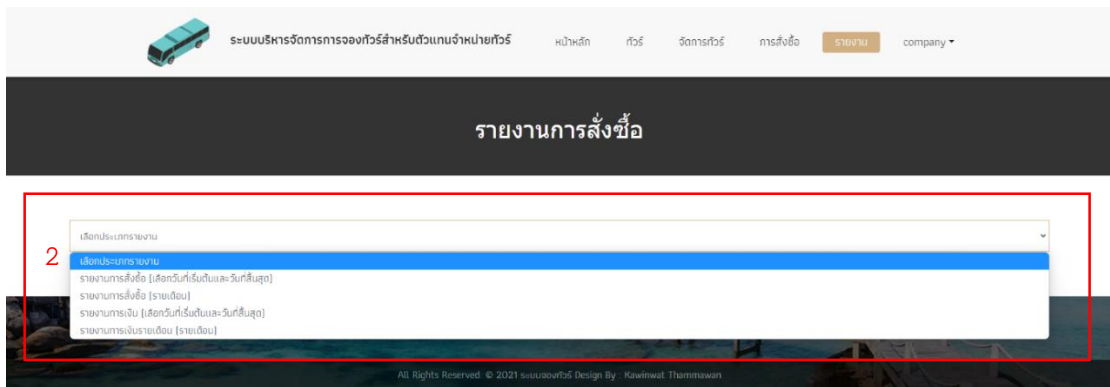 ระบบบริหารจัดการการจองทัวร์สำหรับตัวแทนจำหน่ายทัวร์ หน้าหลัก ทัวร์ จัดการทัวร์ การสั่งซื้อ รายงาน company
รายงานการสั่งซื้อ
เลือกประเภทรายงาน
2
เลือกประเภทรายงาน
รายงานการสั่งซื้อ [เลือกวันที่เริ่มต้นและวันที่สิ้นสุด]
รายงานการสั่งซื้อ [รายเดือน]
รายงานการเงิน [เลือกวันที่เริ่มต้นและวันที่สิ้นสุด]
รายงานการเงินรายเดือน [รายเดือน]
All Rights Reserved. © 2021 ระบบจองทัวร์ Design By : Kawinwat Thammawan